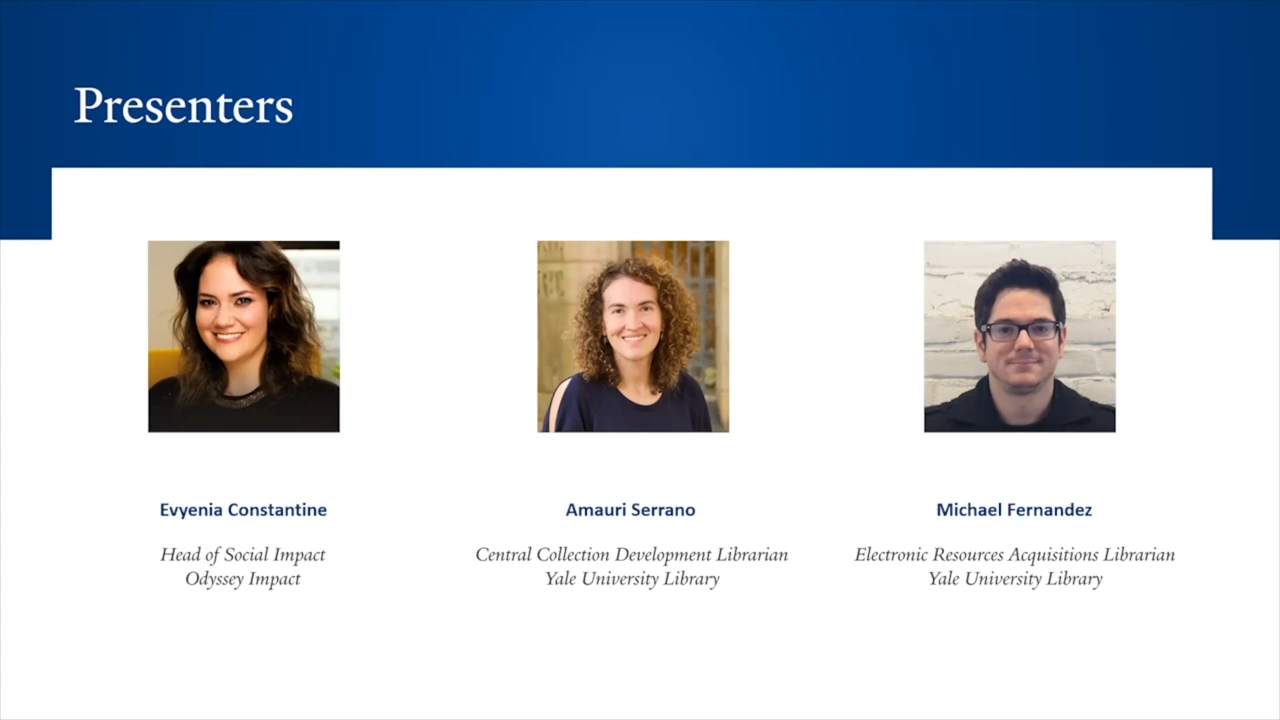 Presenters
Evyenia Constantine
Head of Social Impact
Odyssey Impact
Amauri Serrano
Central Collection Development Librarian
Yale University Library
Michael Fernandez
Electronic Resources Acquisitions Librarian
Yale University Library